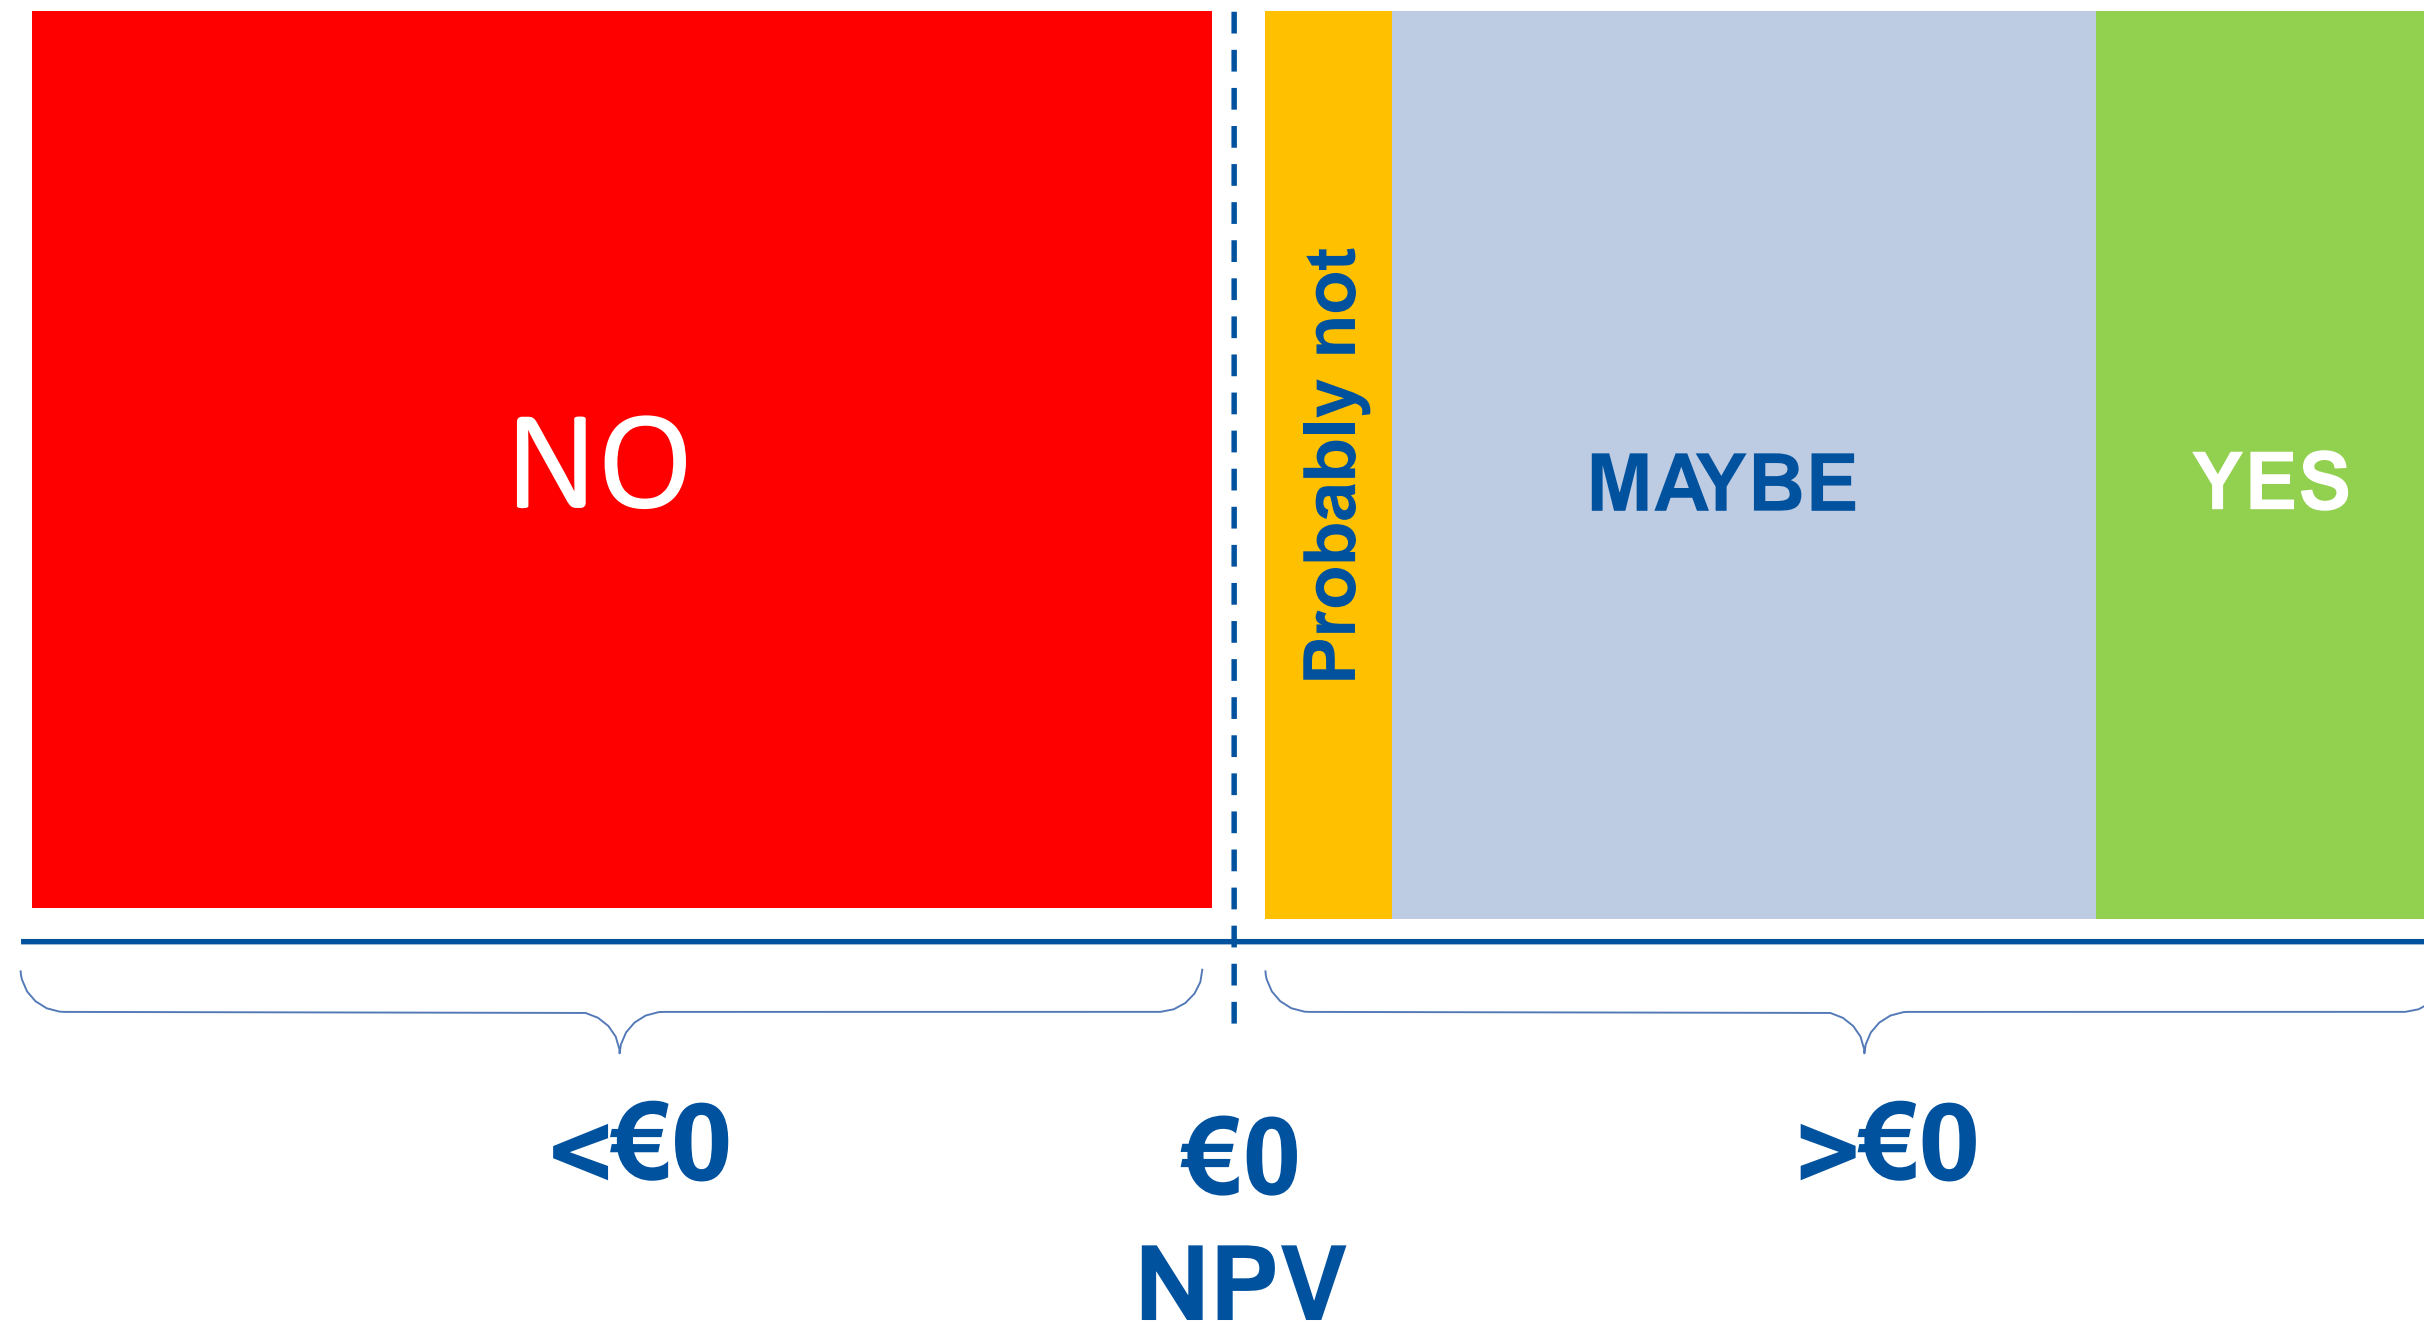 NO
Probably not
MAYBE
YES
<€0
€0
>€0
NPV